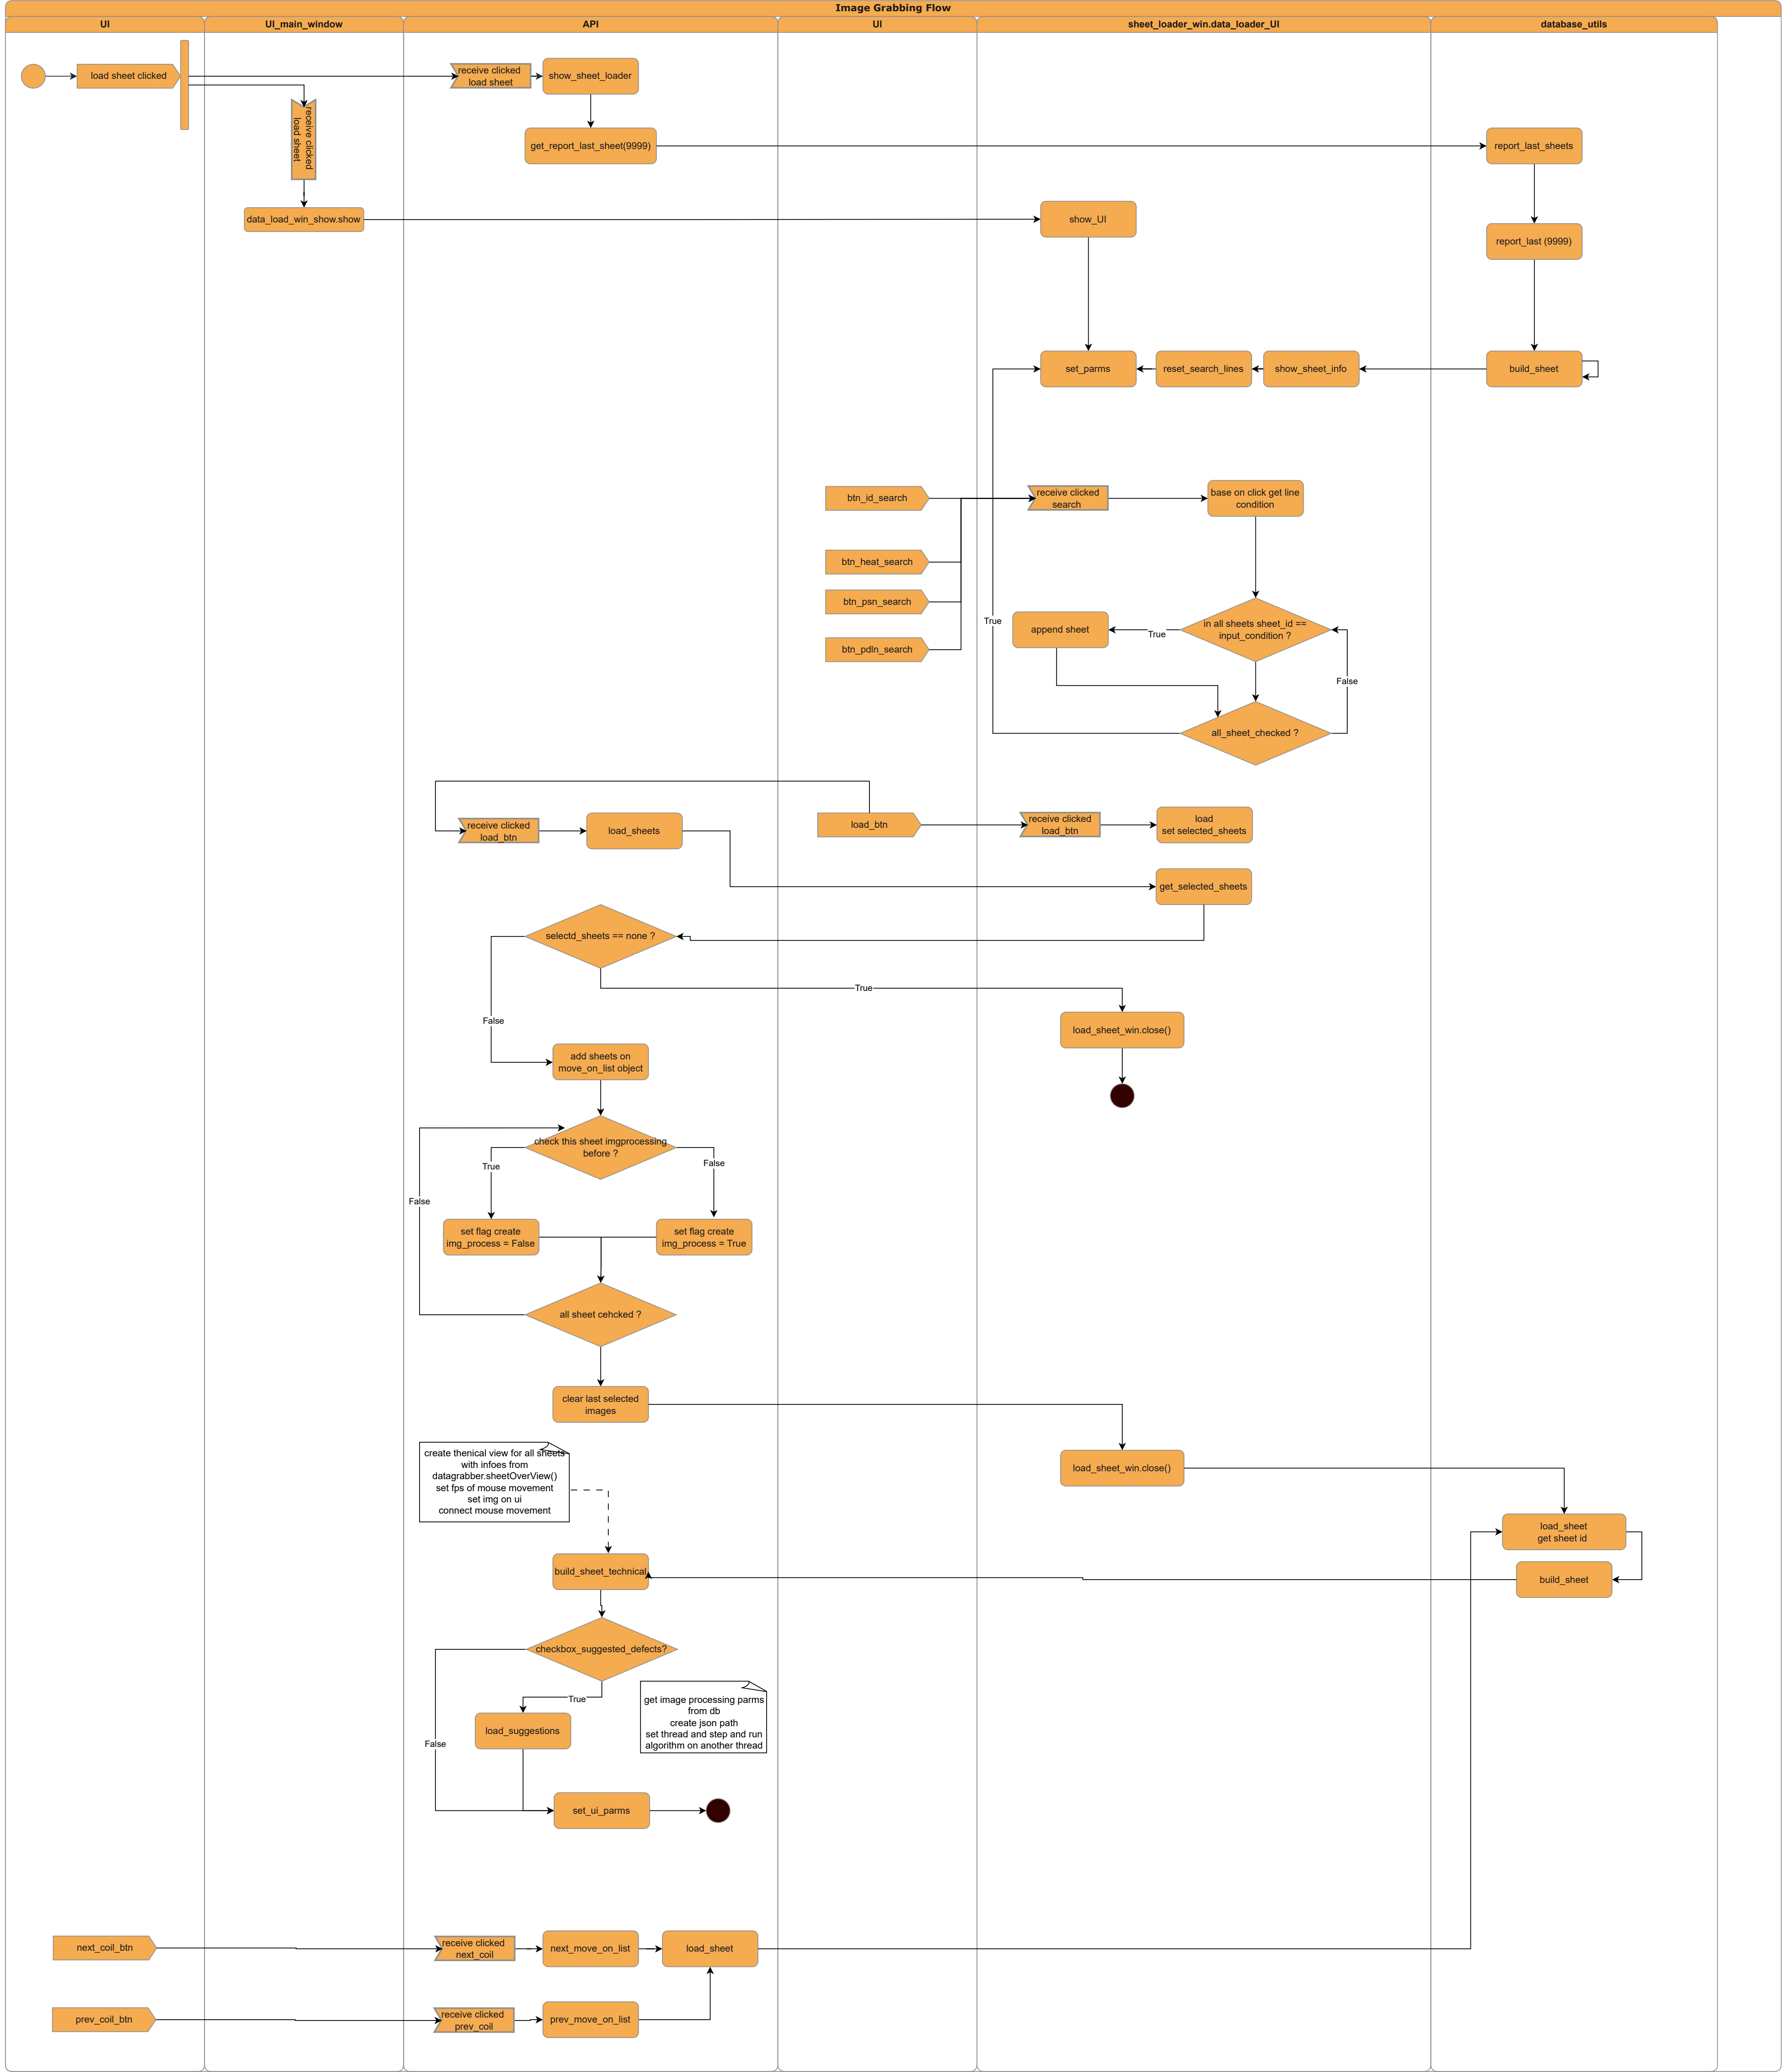 Image Grabbing Flow
UI
UI_main_window
API
UI
sheet_loader_win.data_loader_UI
database_utils
load sheet clicked
receive clicked
load sheet
show_sheet_loader
receive clicked
load sheet
get_report_last_sheet(9999)
report_last_sheets
data_load_win_show.show
show_UI
report_last (9999)
set_parms
reset_search_lines
show_sheet_info
build_sheet
btn_id_search
receive clicked
search
base on click get line
condition
btn_heat_search
btn_psn_search
btn_pdln_search
True
append sheet
True
in all sheets sheet_id ==
input_condition ?
False
all_sheet_checked ?
receive clicked
load_btn
load_sheets
load_btn
receive clicked
load_btn
load
set selected_sheets
get_selected_sheets
selectd_sheets == none ?
True
False
load_sheet_win.close()
add sheets on
move_on_list object
check this sheet imgprocessing
before ?
True
False
False
set flag create
img_process = False
set flag create
img_process = True
all sheet cehcked ?
clear last selected
images
create thenical view for all sheets
with infoes from
datagrabber.sheetOverView()
set fps of mouse movement
set img on ui
connect mouse movement
load_sheet_win.close()
load_sheet
get sheet id
build_sheet_technical
build_sheet
checkbox_suggested_defects?
True
get image processing parms
from db
create json path
set thread and step and run
algorithm on another thread
load_suggestions
False
set_ui_parms
next_coil_btn
receive clicked
next_coil
next_move_on_list
load_sheet
prev_coil_btn
receive clicked
prev_coil
prev_move_on_list